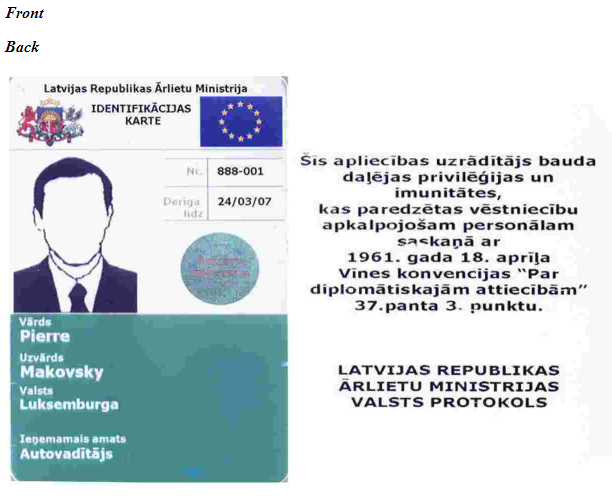 Front
Back
Latvijas Republikas Ārlietu Ministrija
IDENTIFIKĀCIJAS
KARTE
Nr. 888-001
Derīga
līdz 24/03/07
Vārds
Pierre
Uzvārds
Makovsky
Valsts
Luksemburga
Ieņemamais amats
Autovadītājs
Šīs apliecības uzrādītājs bauda
daļējas privilēģijas un
imunitātes,
kas paredzētas vēstniecību
apkalpojošam personālam
saskaņā ar
1961. gada 18. aprīļa
Vīnes konvencijas “Par
diplomātiskajām attiecībām”
37.panta 3. punktu.
LATVIJAS REPUBLIKAS
ĀRLIETU MINISTRIJAS
VALSTS PROTOKOLS